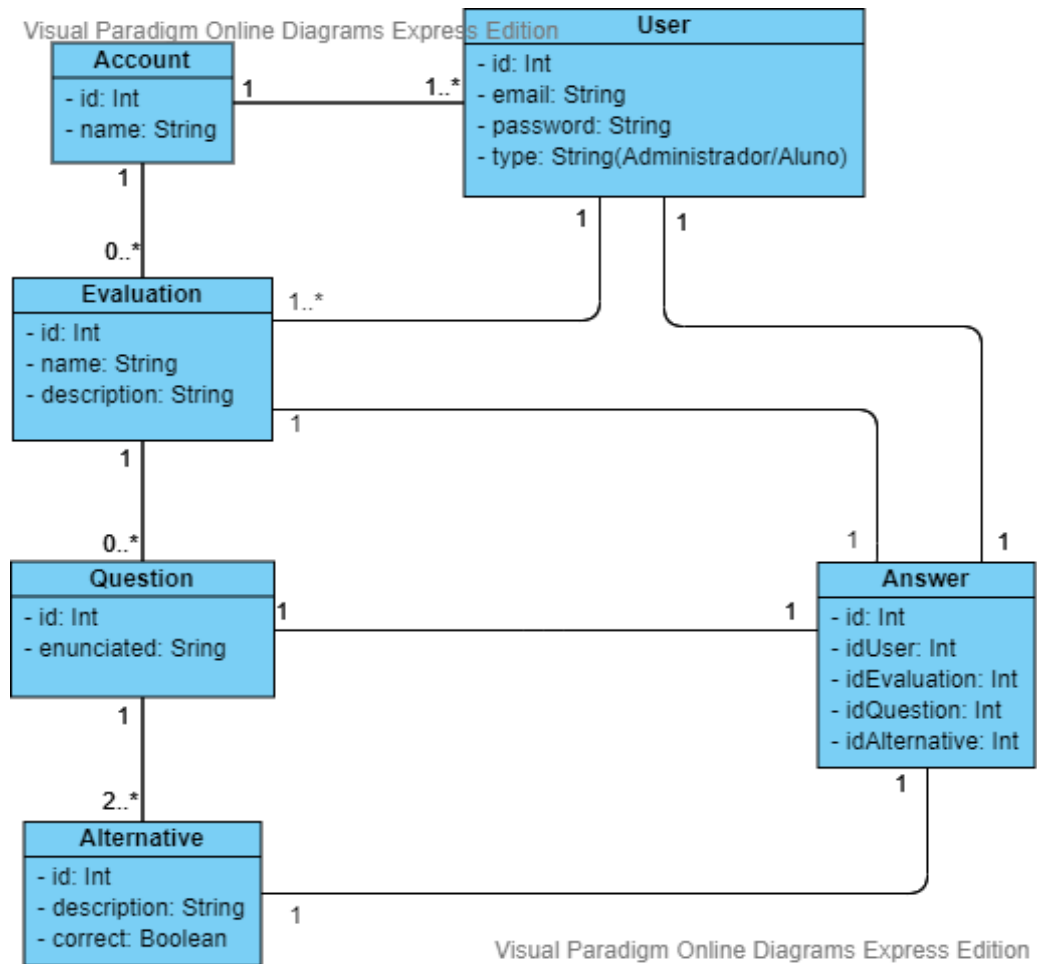 Visual Paradigm Online Diagrams Express Edition
User
- id: Int
- email: String
- password: String
- type: String(Administrador/Aluno)
Account
- id: Int
- name: String
1
1..*
1
0..*
1
1
Evaluation
- id: Int
- name: String
- description: String
1..*
1
1
0..*
1
1
Question
- id: Int
- enunciated: Sring
1
1
Answer
- id: Int
- idUser: Int
- idEvaluation: Int
- idQuestion: Int
- idAlternative: Int
1
2..*
1
Alternative
- id: Int
- description: String
- correct: Boolean
1
Visual Paradigm Online Diagrams Express Edition